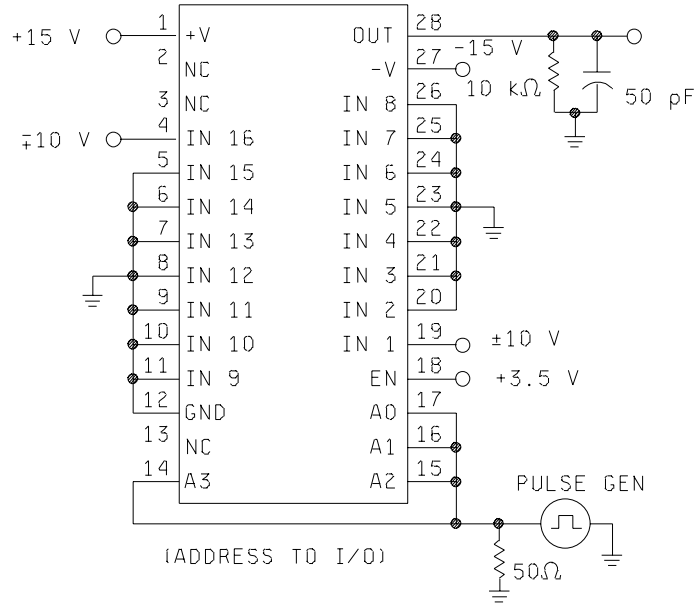 1 28
+15 V +V OUT
2 -15 V
NC 27
-V
3 26 10 kΩ
NC IN 8 50 pF
4 25
∓10 V IN 16 IN 7
5 24
IN 15 IN 6
6 23
IN 14 IN 5
7 22
IN 13 IN 4
8 21
IN 12 IN 3
9 20
IN 11 IN 2
10 19
IN 10 IN 1 ±10 V
11 18
IN 9 EN +3.5 V
12 17
GND A0
13 16
NC A1
14 15
A3 A2
PULSE GEN
(ADDRESS TO I/O)
50Ω